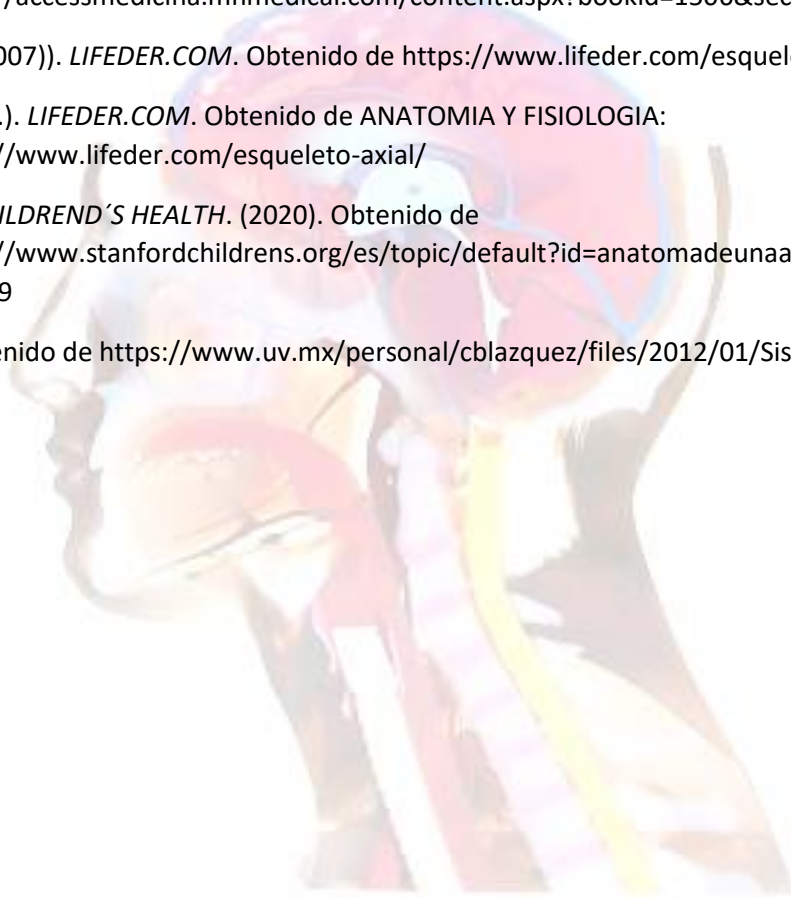 /accessmedicina.mhmedical.com/content.aspx?bookid=1506&sec
007)). LIFEDER.COM. Obtenido de https://www.lifeder.com/esquel
.). LIFEDER.COM. Obtenido de ANATOMIA Y FISIOLOGIA:
//www.lifeder.com/esqueleto-axial/
ILDREND´S HEALTH. (2020). Obtenido de
//www.stanfordchildrens.org/es/topic/default?id=anatomadeunaa
9
enido de https://www.uv.mx/personal/cblazquez/files/2012/01/Sis